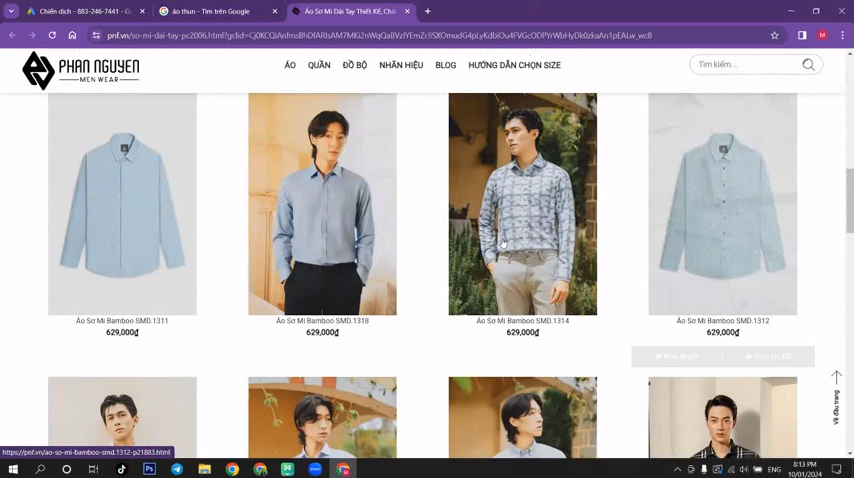 Chiến dịch - 883-246-7441 - Go
áo thun - Tìm trên Google
Áo Sơ Mi Dài Tay Thiết Kế, Chấ
pnf.vn/so-mi-dai-tay-pc2006.html?gclid=
PHAN NGUYEN
MEN WEAR
ÁO QUẦN ĐỒ BỘ NHÃN HIỆU BLOG HƯỚNG DẪN CHỌN SIZE
Tìm kiếm...
Áo Sơ Mi Bamboo SMD.1311
629,000₫
Áo Sơ Mi Bamboo SMD.1318
629,000₫
Áo Sơ Mi Bamboo SMD.1314
629,000₫
Áo Sơ Mi Bamboo SMD.1312
629,000₫
Mua nhanh
Xem chi tiết
Về đầu trang
https://pnf.vn/ao-so-mi-bamboo-smd.1312-p21883.html
ENG
8:13 PM
10/01/2024